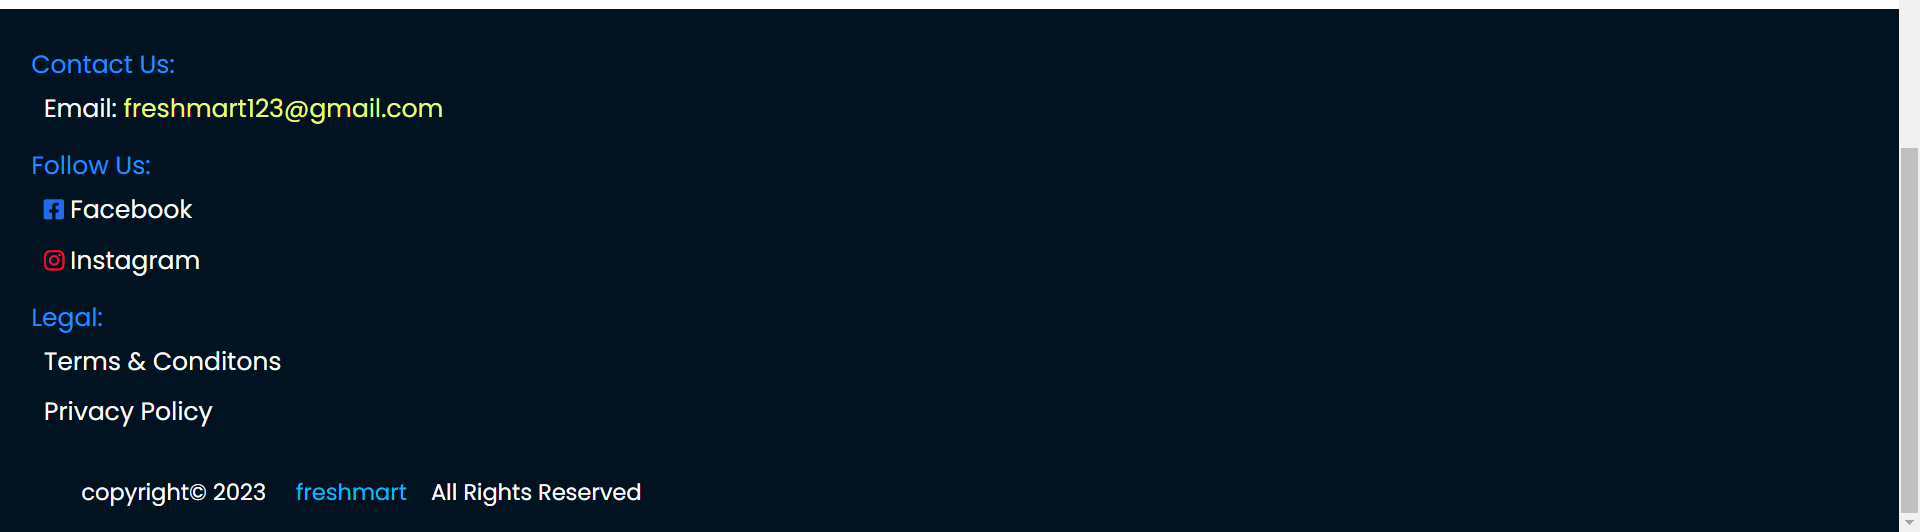 Contact Us:
Email: freshmart123@gmail.com
Follow Us:
Facebook
Instagram
Legal:
Terms & Conditons
Privacy Policy
copyright© 2023 freshmart All Rights Reserved